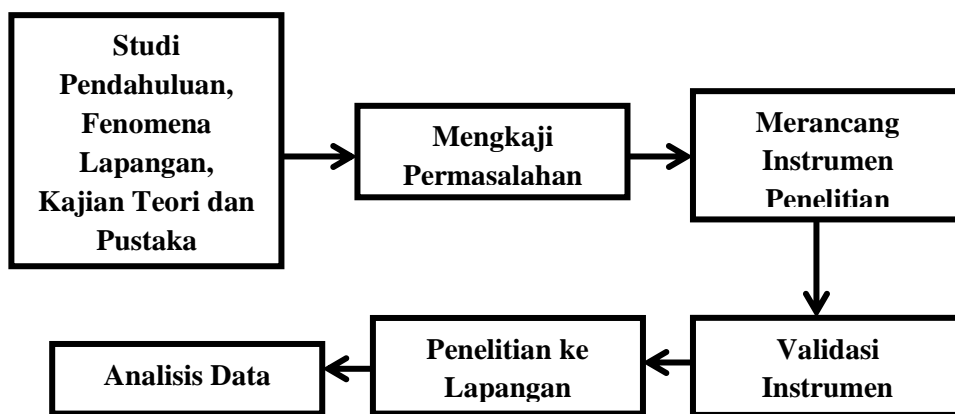 Studi
Pendahuluan,
Fenomena
Lapangan,
Kajian Teori dan
Pustaka
Mengkaji
Permasalahan
Merancang
Instrumen
Penelitian
Validasi
Instrumen
Penelitian ke
Lapangan
Analisis Data